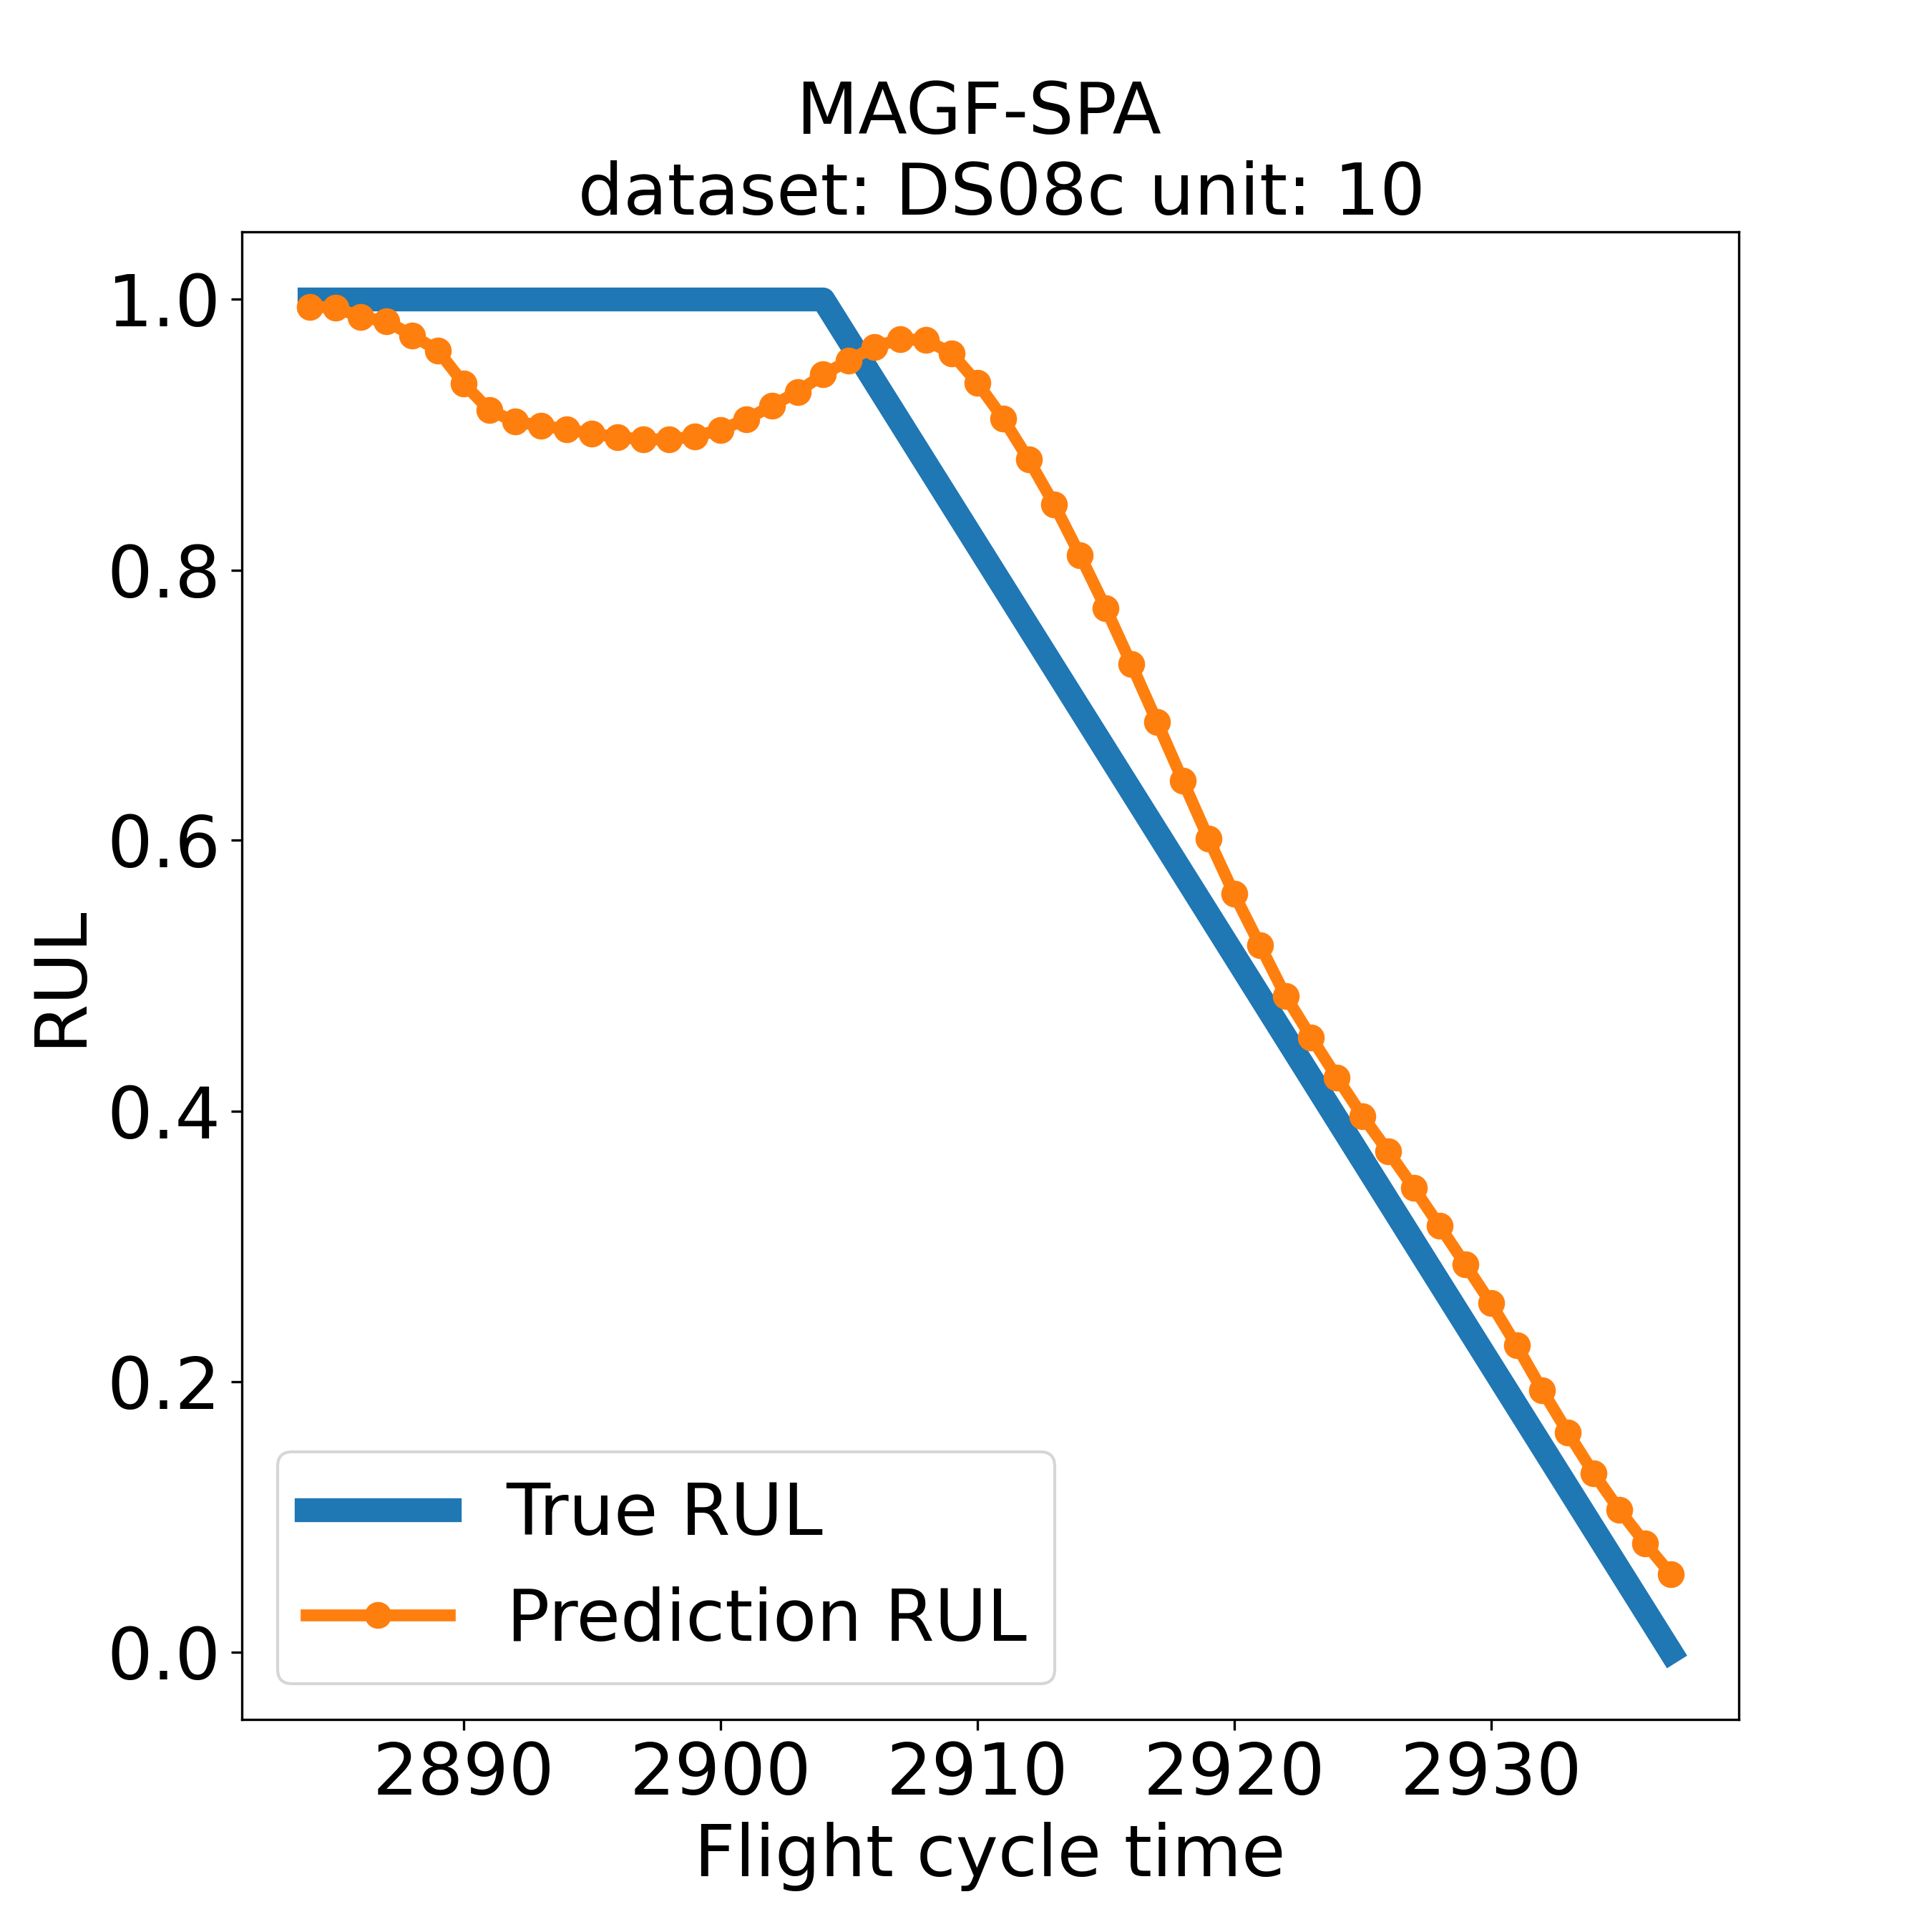 MAGF-SPA
dataset: DS08c unit: 10
1.0
0.8
0.6
0.4
0.2
0.0
RUL
True RUL
Prediction RUL
2890 2900 2910 2920 2930
Flight cycle time